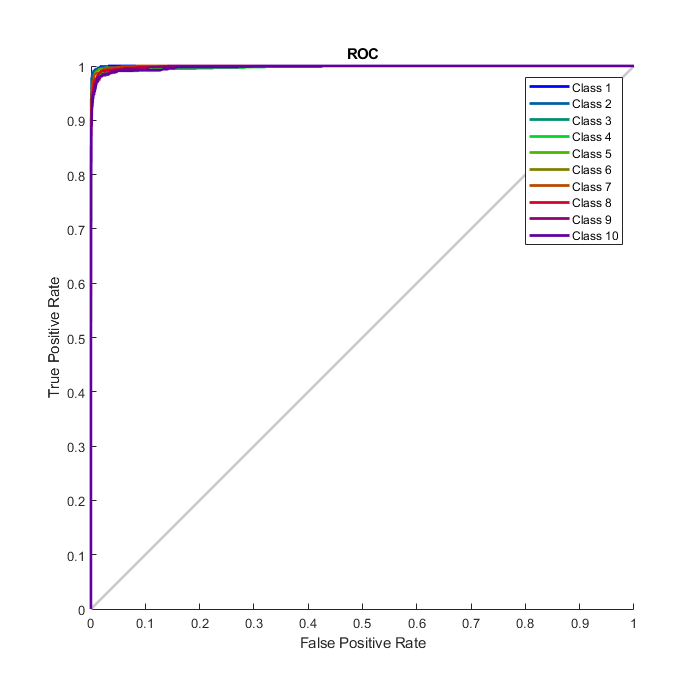 ROC
1
0.9
0.8
0.7
0.6
0.5
0.4
0.3
0.2
0.1
0
True Positive Rate
Class 1
Class 2
Class 3
Class 4
Class 5
Class 6
Class 7
Class 8
Class 9
Class 10
0 0.1 0.2 0.3 0.4 0.5 0.6 0.7 0.8 0.9 1
False Positive Rate